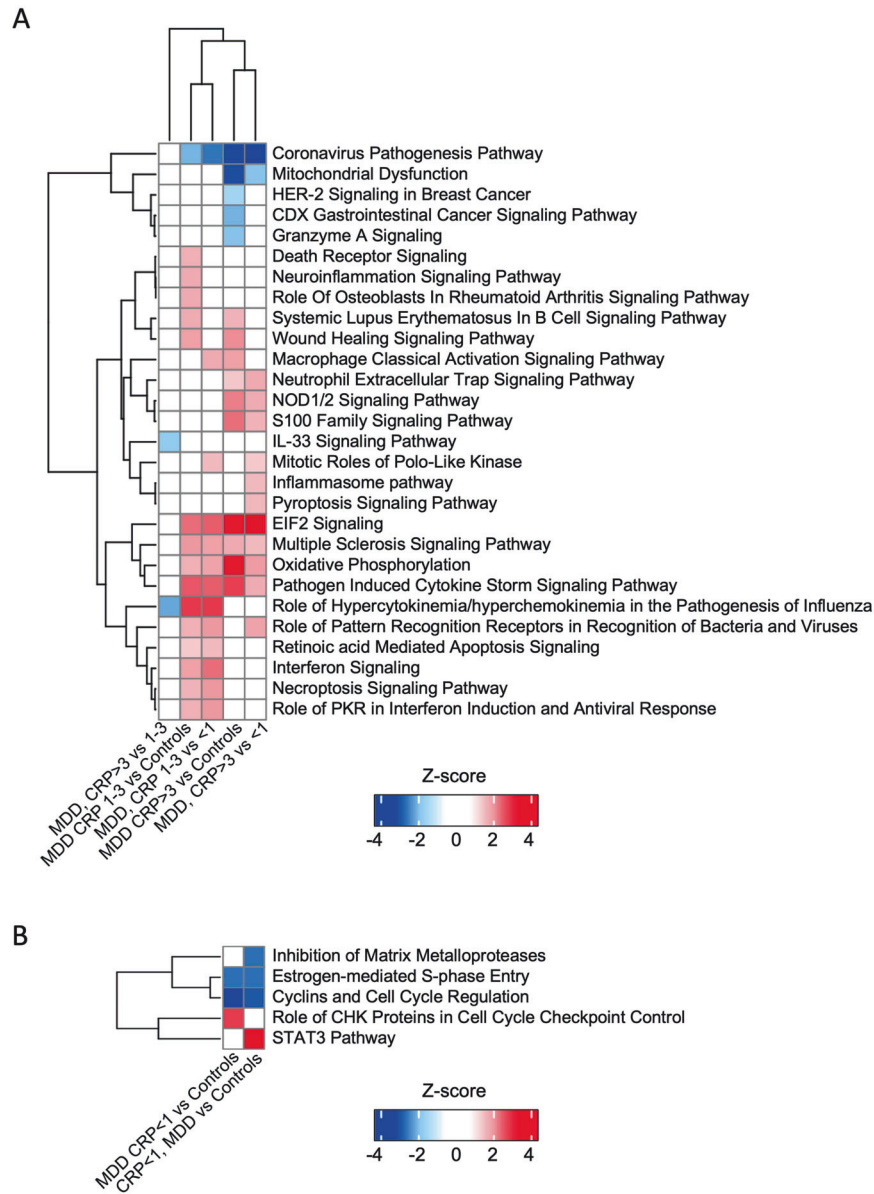 A
Coronavirus Pathogenesis Pathway
Mitochondrial Dysfunction
HER-2 Signaling in Breast Cancer
CDX Gastrointestinal Cancer Signaling Pathway
Granzyme A Signaling
Death Receptor Signaling
Neuroinflammation Signaling Pathway
Role Of Osteoblasts In Rheumatoid Arthritis Signaling Pathway
Systemic Lupus Erythematosus In B Cell Signaling Pathway
Wound Healing Signaling Pathway
Macrophage Classical Activation Signaling Pathway
Neutrophil Extracellular Trap Signaling Pathway
NOD1/2 Signaling Pathway
S100 Family Signaling Pathway
IL-33 Signaling Pathway
Mitotic Roles of Polo-Like Kinase
Inflammasome pathway
Pyroptosis Signaling Pathway
EIF2 Signaling
Multiple Sclerosis Signaling Pathway
Oxidative Phosphorylation
Pathogen Induced Cytokine Storm Signaling Pathway
Role of Hypercytokinemia/hyperchemokinemia in the Pathogenesis of Influenza
Role of Pattern Recognition Receptors in Recognition of Bacteria and Viruses
Retinoic acid Mediated Apoptosis Signaling
Interferon Signaling
Necroptosis Signaling Pathway
Role of PKR in Interferon Induction and Antiviral Response
MDD, CRP>3 vs 1-3
MDD CRP 1-3 vs Controls
MDD, CRP 1-3 vs <1
MDD CRP>3 vs Controls
MDD, CRP>3 vs <1
Z-score
-4 -2 0 2 4
B
Inhibition of Matrix Metalloproteases
Estrogen-mediated S-phase Entry
Cyclins and Cell Cycle Regulation
Role of CHK Proteins in Cell Cycle Checkpoint Control
STAT3 Pathway
MDD CRP<1 vs Controls
CRP<1, MDD vs Controls
Z-score
-4 -2 0 2 4